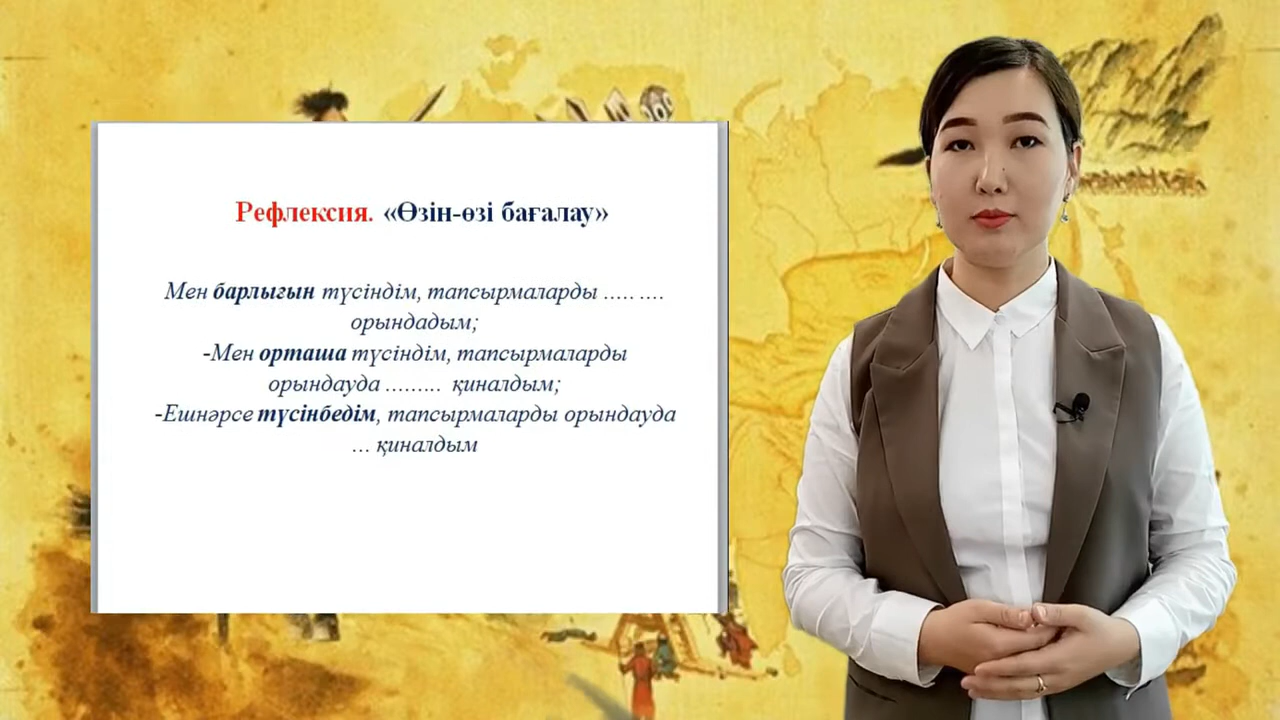 Рефлексия. «Өзін-өзі бағалау»
Мен барлығын түсіндім, тапсырмаларды ..... ....
орындадым;
-Мен орташа түсіндім, тапсырмаларды
орындауда ......... қиналдым;
-Ешнәрсе түсінбедім, тапсырмаларды орындауда
... қиналдым